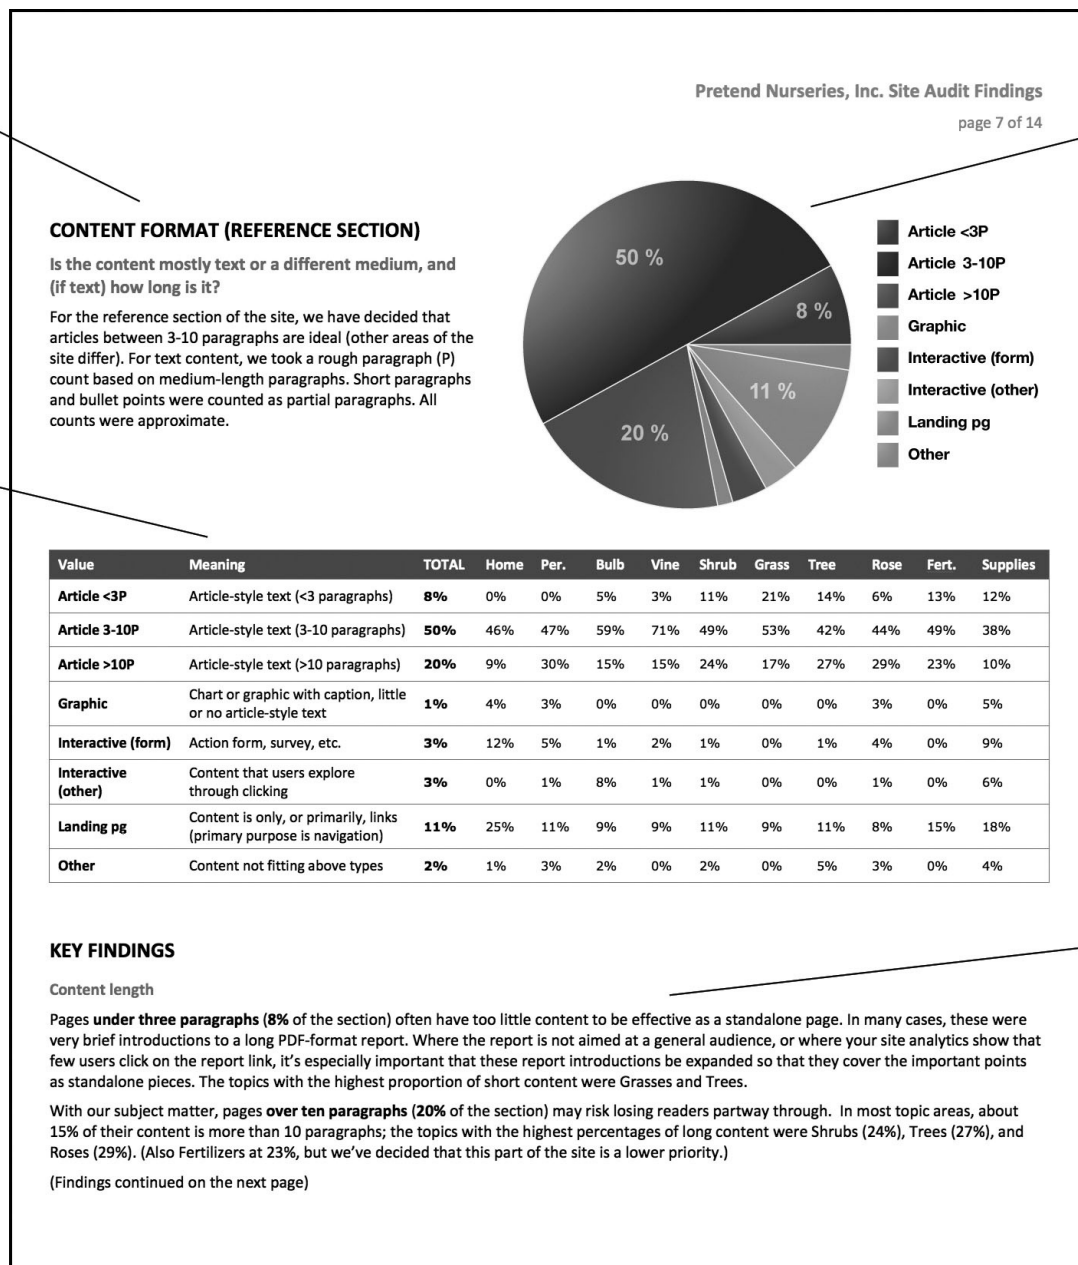 Pretend Nurseries, Inc. Site Audit Findings
page 7 of 14
CONTENT FORMAT (REFERENCE SECTION)
Is the content mostly text or a different medium, and
(if text) how long is it?
For the reference section of the site, we have decided that
articles between 3-10 paragraphs are ideal (other areas of the
site differ). For text content, we took a rough paragraph (P)
count based on medium-length paragraphs. Short paragraphs
and bullet points were counted as partial paragraphs. All
counts were approximate.
50 %
8 %
11 %
20 %
Article <3P
Article 3-10P
Article >10P
Graphic
Interactive (form)
Interactive (other)
Landing pg
Other
Value Meaning TOTAL Home Per. Bulb Vine Shrub Grass Tree Rose Fert. Supplies
Article <3P Article-style text (<3 paragraphs) 8% 0% 0% 5% 3% 11% 21% 14% 6% 13% 12%
Article 3-10P Article-style text (3-10 paragraphs) 50% 46% 47% 59% 71% 49% 53% 42% 44% 49% 38%
Article >10P Article-style text (>10 paragraphs) 20% 9% 30% 15% 15% 24% 17% 27% 29% 23% 10%
Graphic Chart or graphic with caption, little
or no article-style text 1% 4% 3% 0% 0% 0% 0% 0% 3% 0% 5%
Interactive (form) Action form, survey, etc. 3% 12% 5% 1% 2% 1% 0% 1% 4% 0% 9%
Interactive
(other) Content that users explore
through clicking 3% 0% 1% 8% 1% 1% 0% 0% 1% 0% 6%
Landing pg Content is only, or primarily, links
(primary purpose is navigation) 11% 25% 11% 9% 9% 11% 9% 11% 8% 15% 18%
Other Content not fitting above types 2% 1% 3% 2% 0% 2% 0% 5% 3% 0% 4%
KEY FINDINGS
Content length
Pages under three paragraphs (8% of the section) often have too little content to be effective as a standalone page. In many cases, these were
very brief introductions to a long PDF-format report. Where the report is not aimed at a general audience, or where your site analytics show that
few users click on the report link, it's especially important that these report introductions be expanded so that they cover the important points
as standalone pieces. The topics with the highest proportion of short content were Grasses and Trees.
With our subject matter, pages over ten paragraphs (20% of the section) may risk losing readers partway through. In most topic areas, about
15% of their content is more than 10 paragraphs; the topics with the highest percentages of long content were Shrubs (24%), Trees (27%), and
Roses (29%). (Also Fertilizers at 23%, but we've decided that this part of the site is a lower priority.)
(Findings continued on the next page)